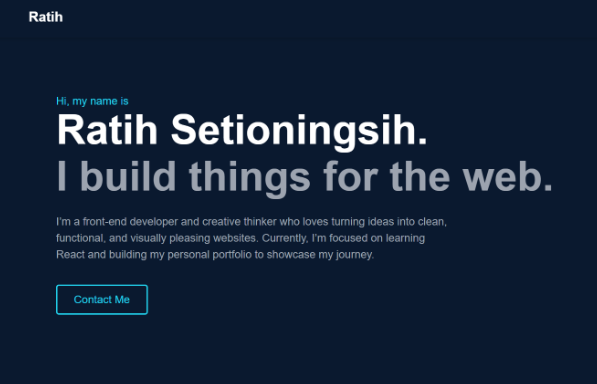 Ratih
Hi, my name is
Ratih Setioningsih.
I build things for the web.
I'm a front-end developer and creative thinker who loves turning ideas into clean,
functional, and visually pleasing websites. Currently, I'm focused on learning
React and building my personal portfolio to showcase my journey.
Contact Me